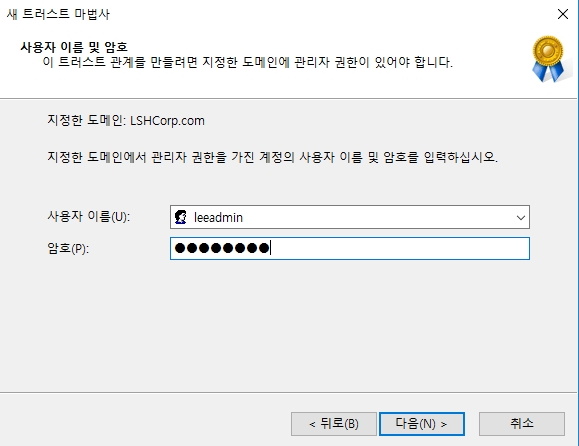 새 트러스트 마법사
사용자 이름 및 암호
이 트러스트 관계를 만들려면 지정한 도메인에 관리자 권한이 있어야 합니다.
지정한 도메인: LSHCorp.com
지정한 도메인에서 관리자 권한을 가진 계정의 사용자 이름 및 암호를 입력하십시오.
사용자 이름(U): leeadmin
암호(P): ●●●●●●●●
< 뒤로(B) 다음(N) > 취소